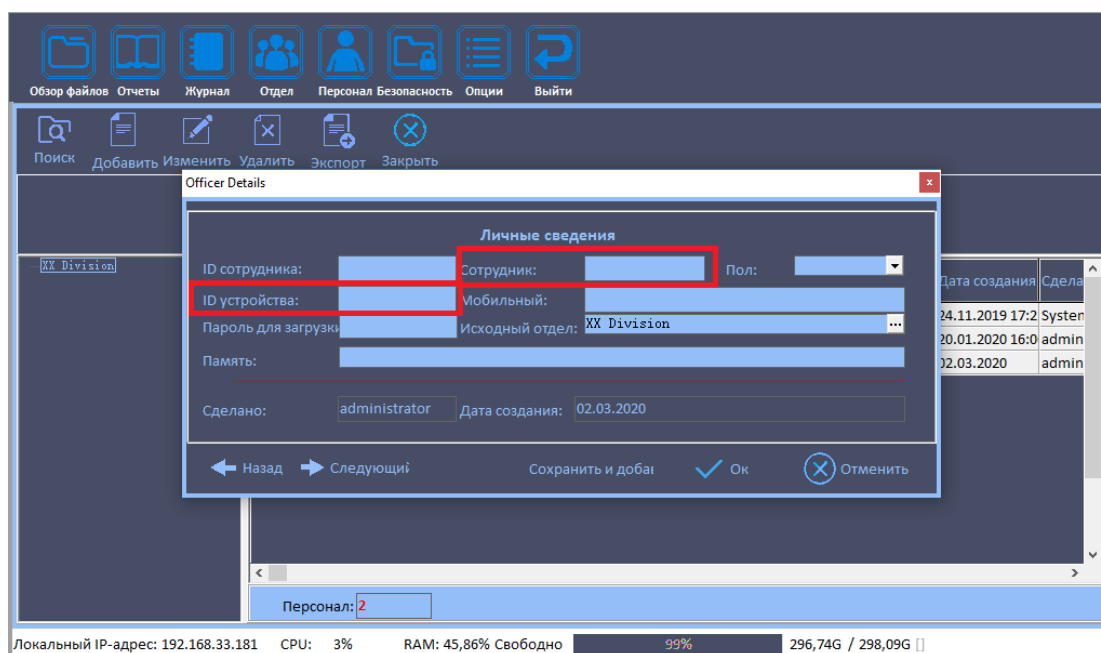 Обзор файлов Отчеты Журнал Отдел Персонал Безопасность Опции Выйти
Поиск Добавить Изменить Удалить Экспорт Закрыть
Officer Details x
Личные сведения
XX Division
ID сотрудника: Сотрудник: Пол:
Дата создания Сдела
ID устройства: Мобильный:
24.11.2019 17:2 System
Пароль для загрузки Исходный отдел: XX Division ...
20.01.2020 16:0 admin
Память:
02.03.2020 admin
Сделано: administrator Дата создания: 02.03.2020
Назад Следующий Сохранить и добав Ок Отменить
Персонал: 2
Локальный IP-адрес: 192.168.33.181 CPU: 3% RAM: 45,86% Свободно 99% 296,74G / 298,09G []